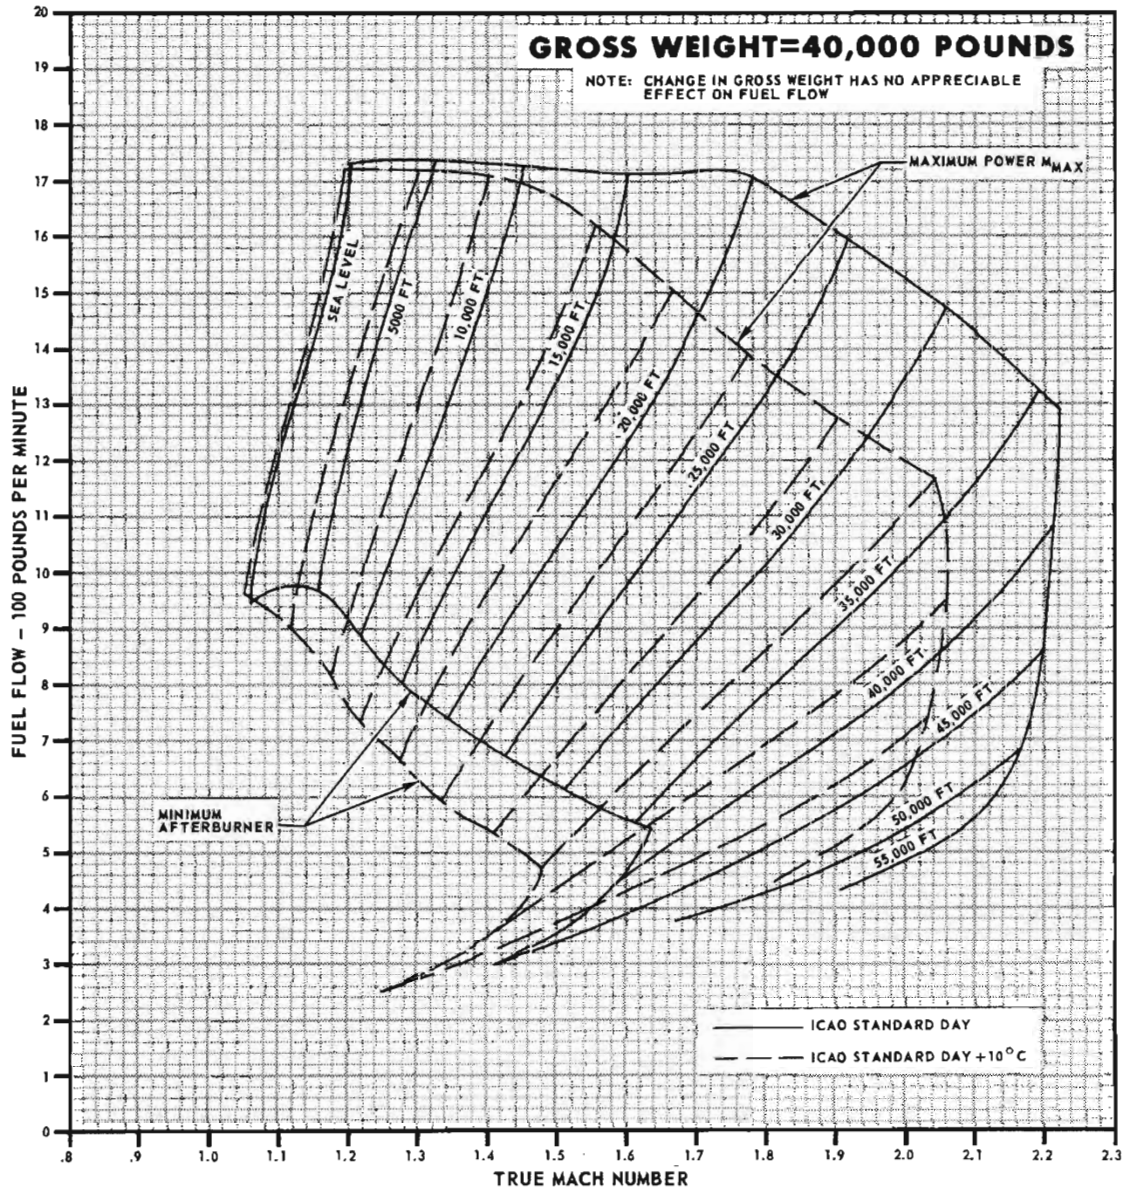 GROSS WEIGHT=40,000 POUNDS
NOTE: CHANGE IN GROSS WEIGHT HAS NO APPRECIABLE
EFFECT ON FUEL FLOW
MAXIMUM POWER MMAX
20
19
18
17
16
15
14
13
12
11
10
9
8
7
6
5
4
3
2
1
0
FUEL FLOW – 100 POUNDS PER MINUTE
SEA LEVEL
5000 FT
10,000 FT.
15,000 FT.
20,000 FT
25,000 FT
30,000 FT.
35,000 FT.
40,000 FT.
45,000 FT
50,000 FT
55,000 FT
MINIMUM
AFTERBURNER
ICAO STANDARD DAY
ICAO STANDARD DAY +10°C
.8
.9
1.0
1.1
1.2
1.3
1.4
1.5
1.6
1.7
1.8
1.9
2.0
2.1
2.2
2.3
TRUE MACH NUMBER